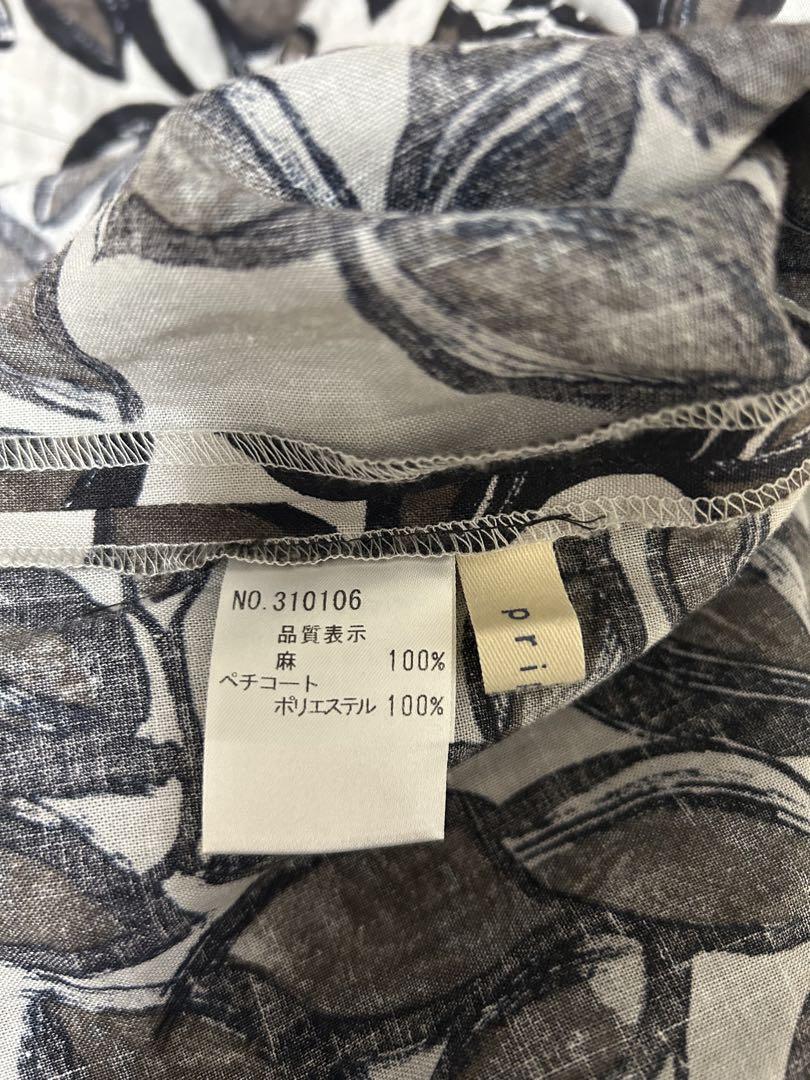 NO.310106
品質表示
麻 100%
ペチコート
ポリエステル 100%
pri